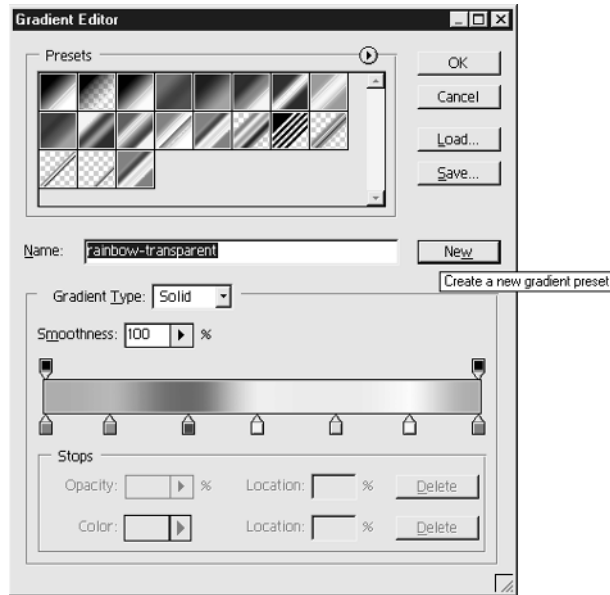 Gradient Editor
Presets
OK
Cancel
Load...
Save...
Name: rainbow-transparent
New
Create a new gradient preset
Gradient Type: Solid
Smoothness: 100 %
Stops
Opacity: % Location: % Delete
Color: Location: % Delete